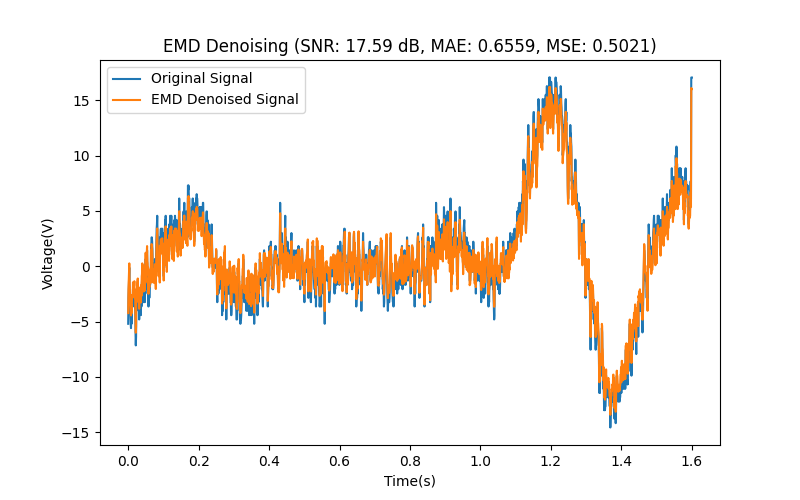 EMD Denoising (SNR: 17.59 dB, MAE: 0.6559, MSE: 0.5021)
Original Signal
EMD Denoised Signal
Voltage(V)
15
10
5
0
−5
−10
−15
0.0 0.2 0.4 0.6 0.8 1.0 1.2 1.4 1.6
Time(s)